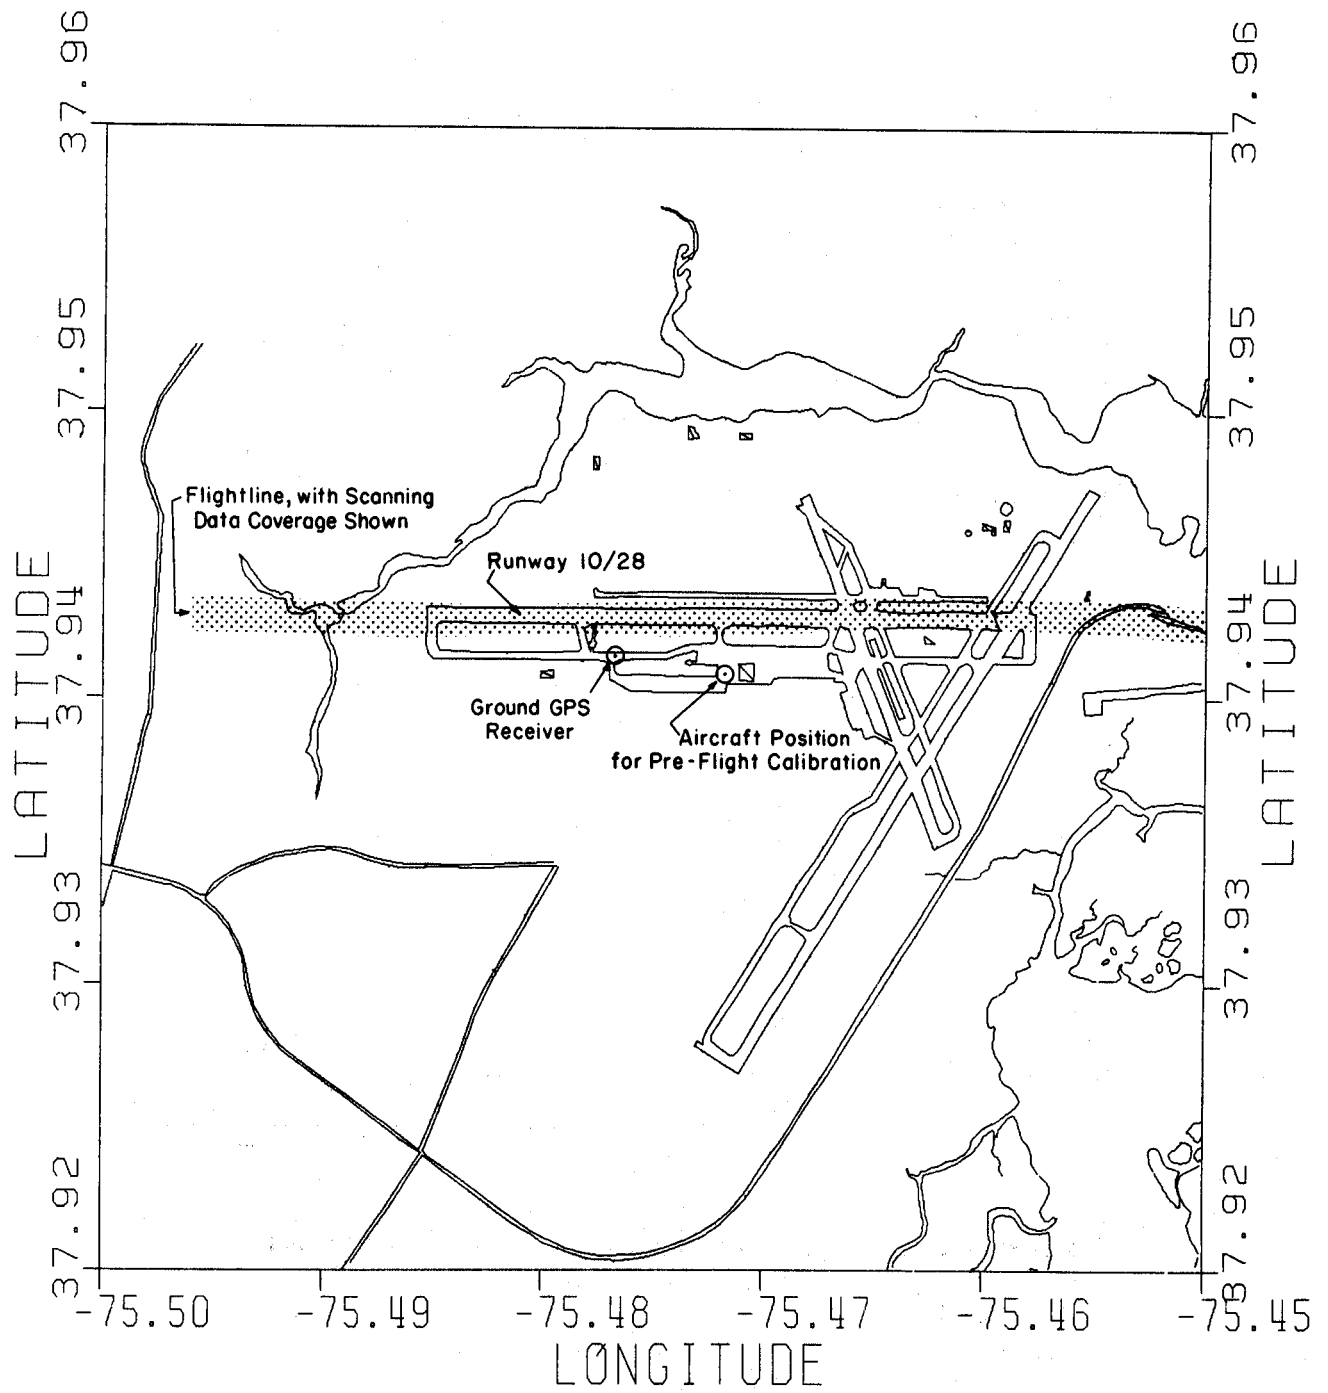 37.96
37.96
37.95
37.95
Flightline, with Scanning
Data Coverage Shown
Runway 10/28
LATITUDE
37.94
37.94
LATITUDE
Ground GPS
Receiver
Aircraft Position
for Pre-Flight Calibration
37.93
37.93
37.92
37.92
-75.50
-75.49
-75.48
-75.47
-75.46
-75.45
LONGITUDE